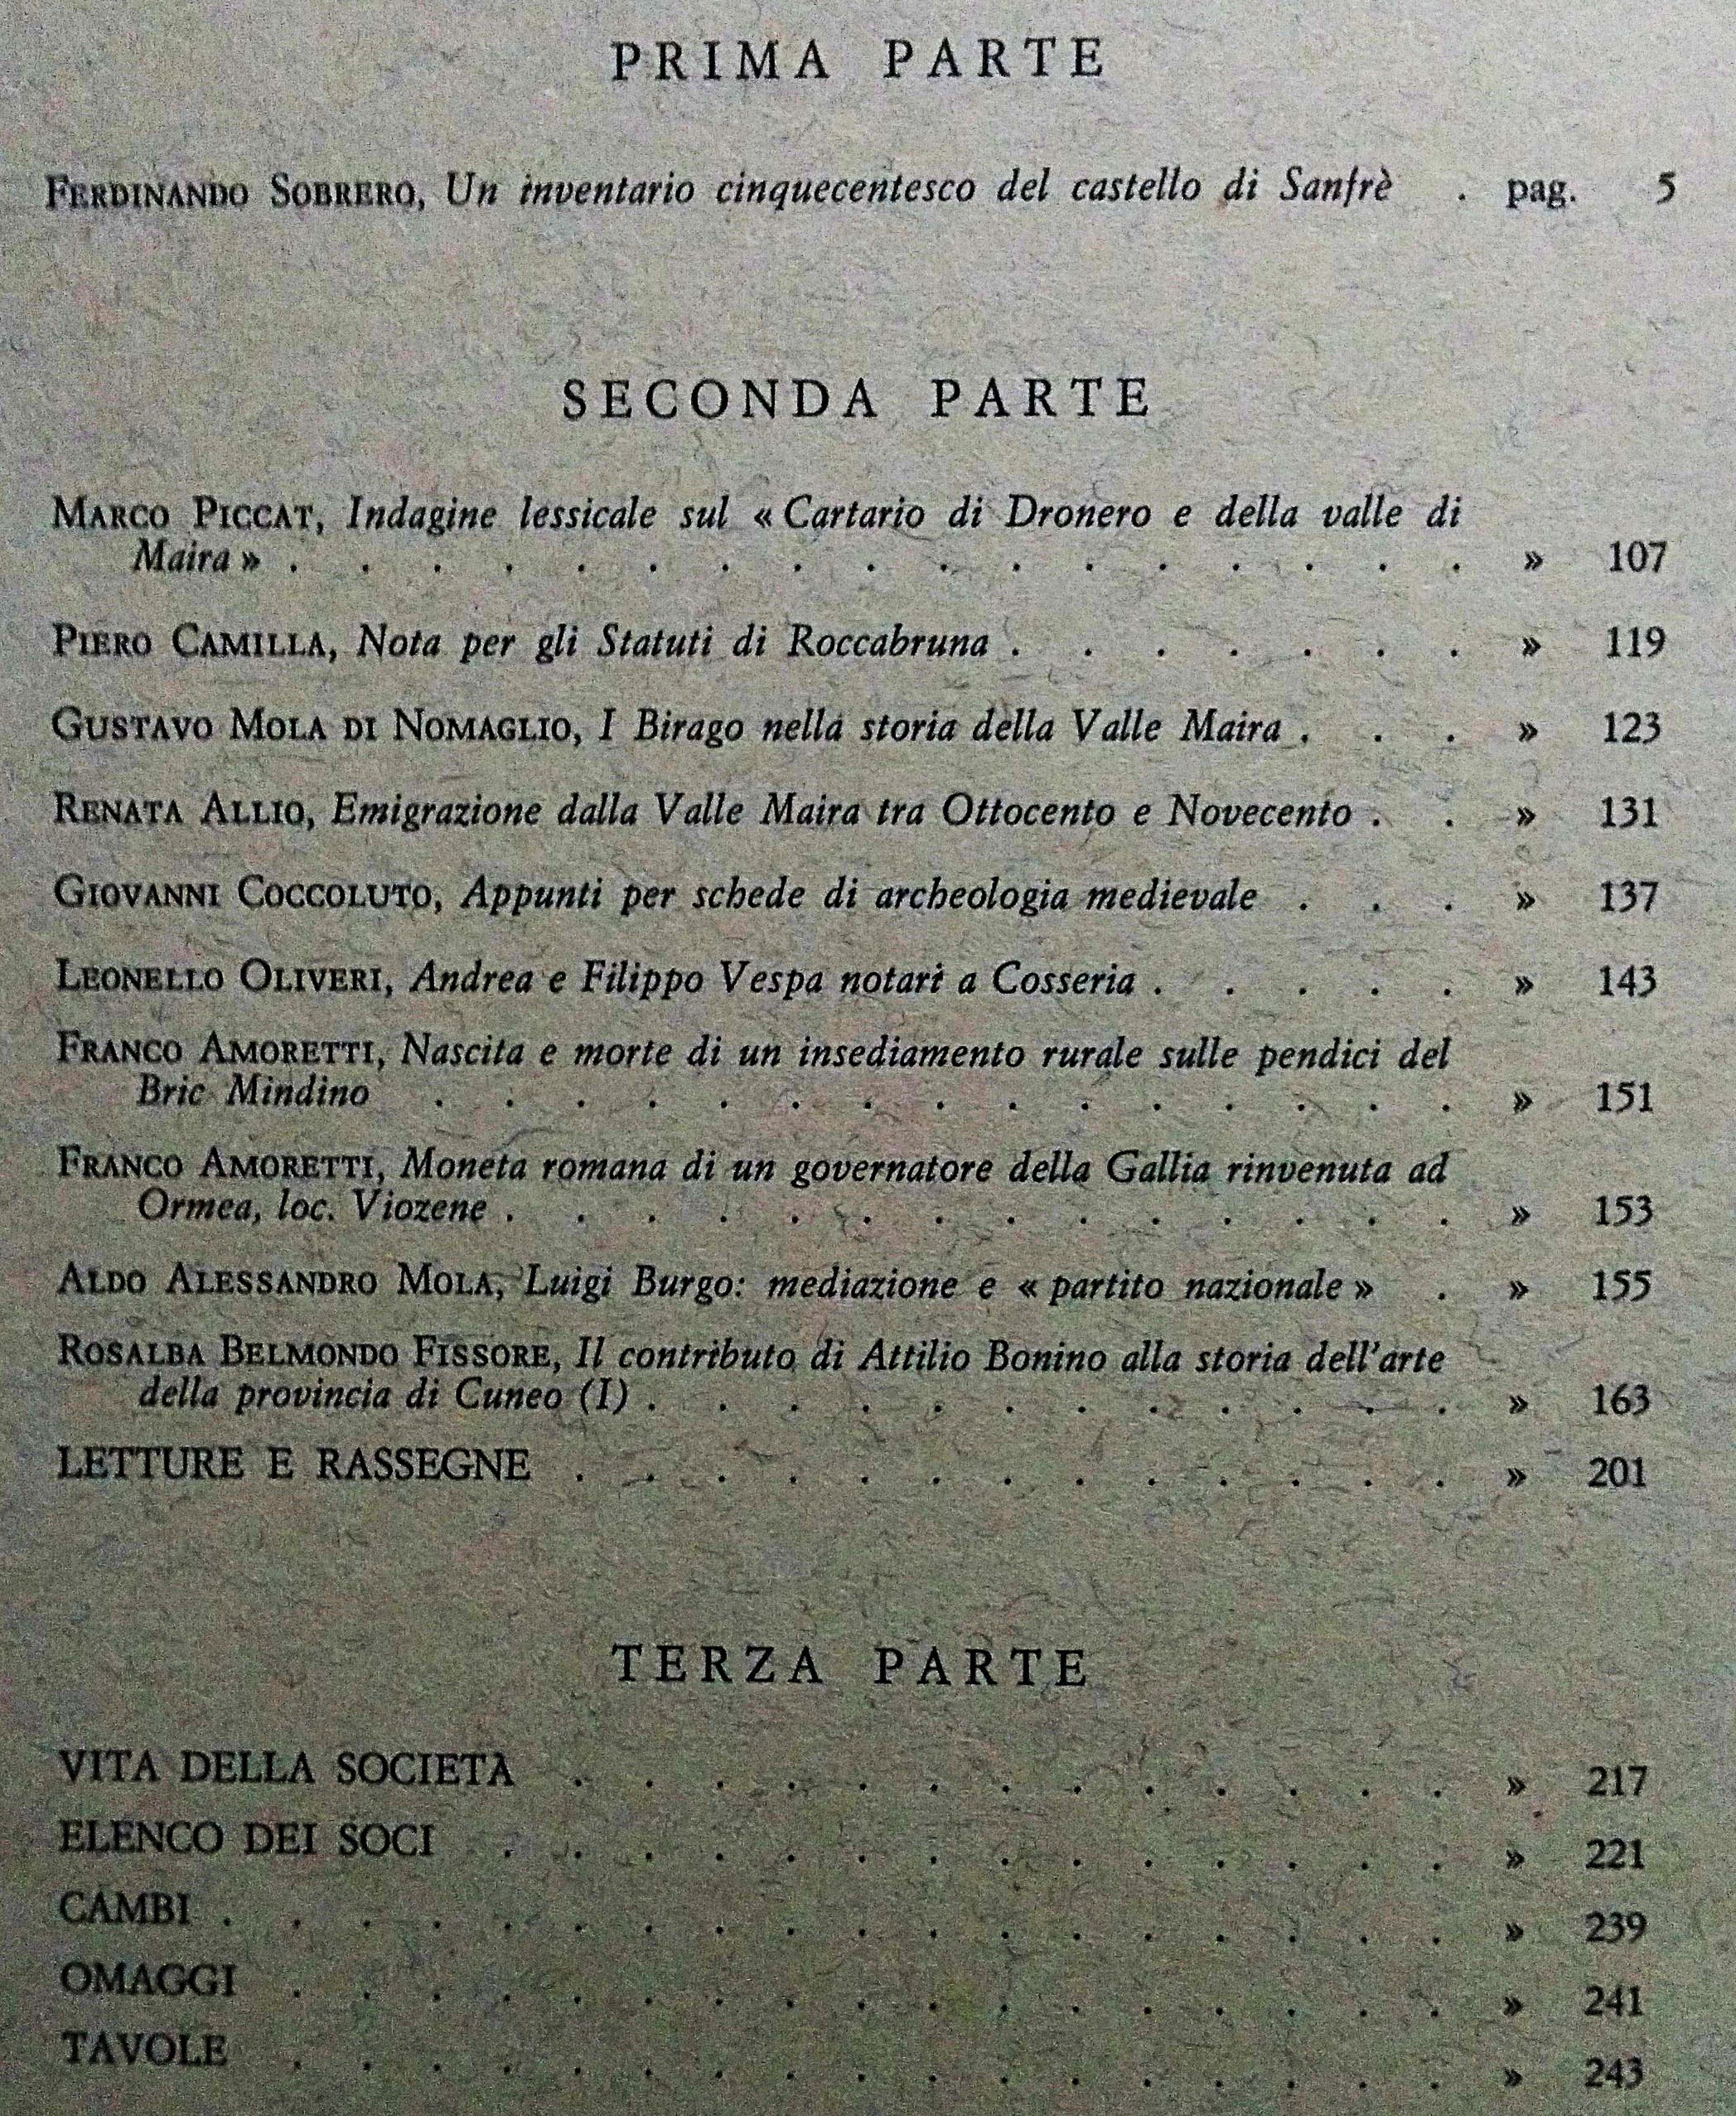 PRIMA PARTE
FERDINANDO SOBRERO, Un inventario cinquecentesco del castello di Sanfrè . pag. 5
SECONDA PARTE
MARCO PICCAT, Indagine lessicale sul « Cartario di Dronero e della valle di
Maira » . . . . . . . . . . . . . . . . . » 107
PIERO CAMILLA, Nota per gli Statuti di Roccabruna . . . . . . . » 119
GUSTAVO MOLA DI NOMAGLIO, I Birago nella storia della Valle Maira . . . » 123
RENATA ALLIO, Emigrazione dalla Valle Maira tra Ottocento e Novecento . . » 131
GIOVANNI COCCOLUTO, Appunti per schede di archeologia medievale . . . » 137
LEONELLO OLIVERI, Andrea e Filippo Vespa notari a Cosseria . . . . . » 143
FRANCO AMORETTI, Nascita e morte di un insediamento rurale sulle pendici del
Bric Mindino . . . . . . . . . . . . . . . » 151
FRANCO AMORETTI, Moneta romana di un governatore della Gallia rinvenuta ad
Ormea, loc. Viozene . . . . . . . . . . . . . . » 153
ALDO ALESSANDRO MOLA, Luigi Burgo: mediazione e « partito nazionale » . » 155
ROSALBA BELMONDO FISSORE, Il contributo di Attilio Bonino alla storia dell'arte
della provincia di Cuneo (I) . . . . . . . . . . . . » 163
LETTURE E RASSEGNE . . . . . . . . . . . . . » 201
TERZA PARTE
VITA DELLA SOCIETÀ . . . . . . . . . . . . . » 217
ELENCO DEI SOCI . . . . . . . . . . . . . . » 221
CAMBI . . . . . . . . . . . . . . . . . . » 239
OMAGGI . . . . . . . . . . . . . . . . . » 241
TAVOLE . . . . . . . . . . . . . . . . . » 243